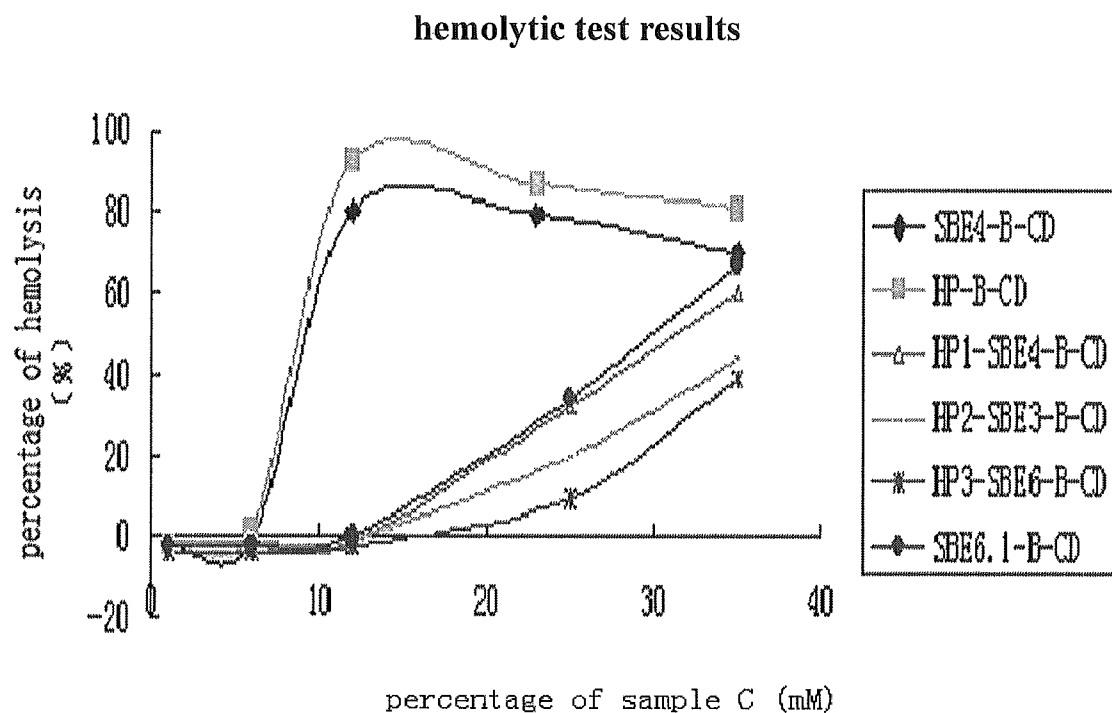 hemolytic test results
percentage of hemolysis
(%)
100
80
60
40
20
0
-20
0
10
20
30
40
percentage of sample C (mM)
SBE4-B-CD
HP-B-CD
HP1-SBE4-B-CD
HP2-SBE3-B-CD
HP3-SBE6-B-CD
SBE6.1-B-CD